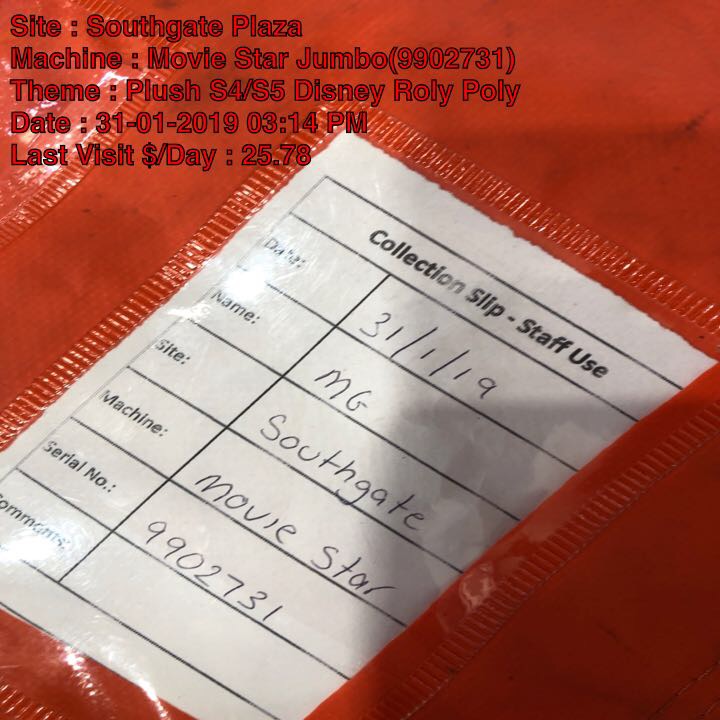 Site : Southgate Plaza
Machine : Movie Star Jumbo(9902731)
Theme : Plush S4/S5 Disney Roly Poly
Date : 31-01-2019 03:14 PM
Last Visit $/Day : 25.78
Collection Slip - Staff Use
Date: 31/1/19
Name: MG
Site: Southgate
Machine: Movie Star
Serial No.: 9902731
omments: